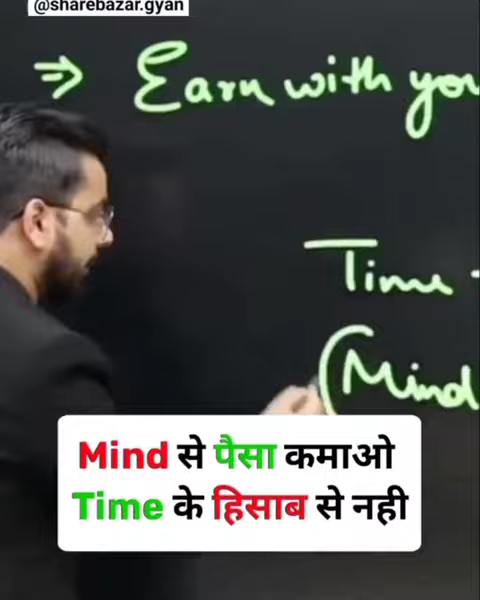 @sharebazar.gyan
⇒ Earn with you
Time -
(Mind
Mind से पैसा कमाओ
Time के हिसाब से नही